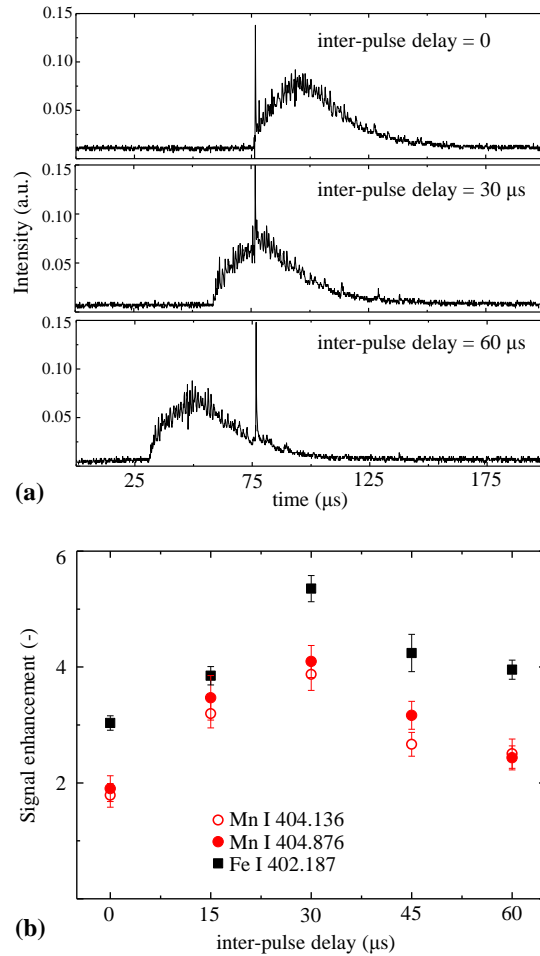 0.15
inter-pulse delay = 0
0.10
0.05
0.15
inter-pulse delay = 30 μs
0.10
0.05
Intensity (a.u.)
0.15
inter-pulse delay = 60 μs
0.10
0.05
25 75 125 175
time (μs)
(a)
6
4
2
Signal enhancement (-)
Mn I 404.136
Mn I 404.876
Fe I 402.187
0 15 30 45 60
inter-pulse delay (μs)
(b)